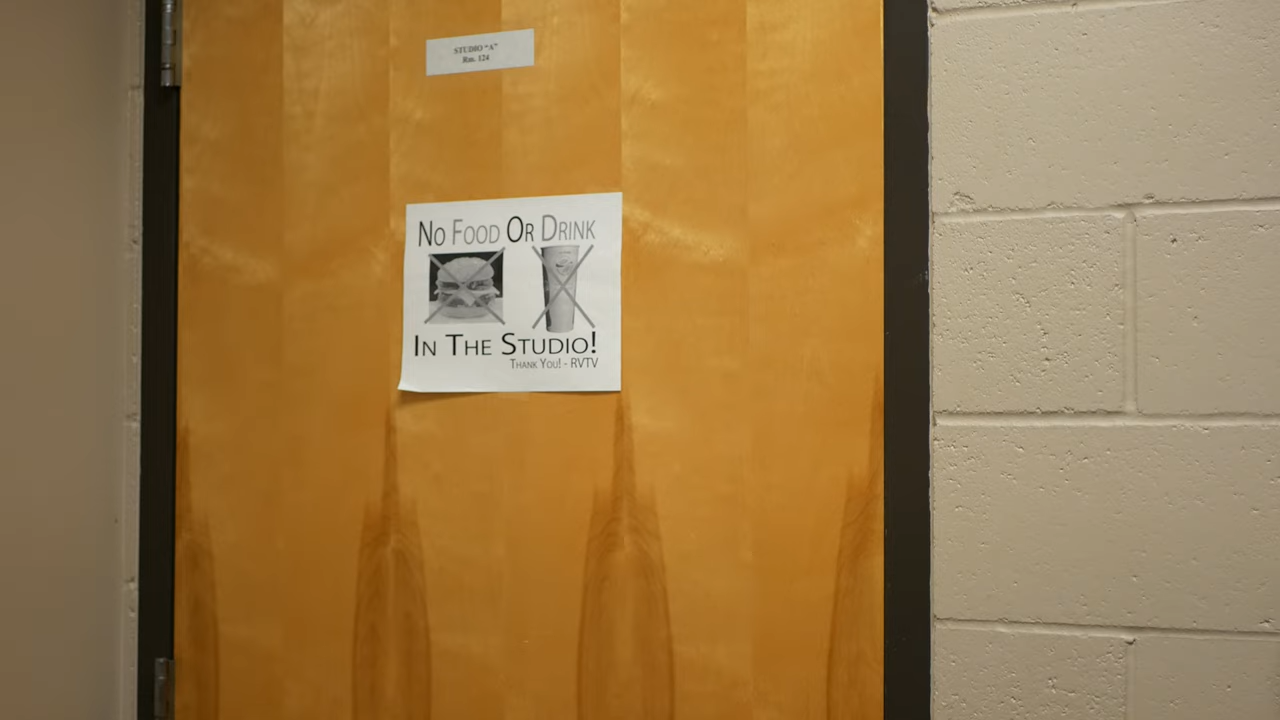 STUDIO "A"
Rm. 124
No Food Or Drink
In The Studio!
Thank You! - RVTV